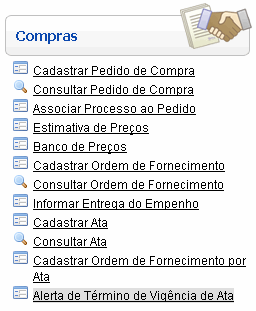 Compras
Cadastrar Pedido de Compra
Consultar Pedido de Compra
Associar Processo ao Pedido
Estimativa de Preços
Banco de Preços
Cadastrar Ordem de Fornecimento
Consultar Ordem de Fornecimento
Informar Entrega do Empenho
Cadastrar Ata
Consultar Ata
Cadastrar Ordem de Fornecimento por
Ata
Alerta de Término de Vigência de Ata